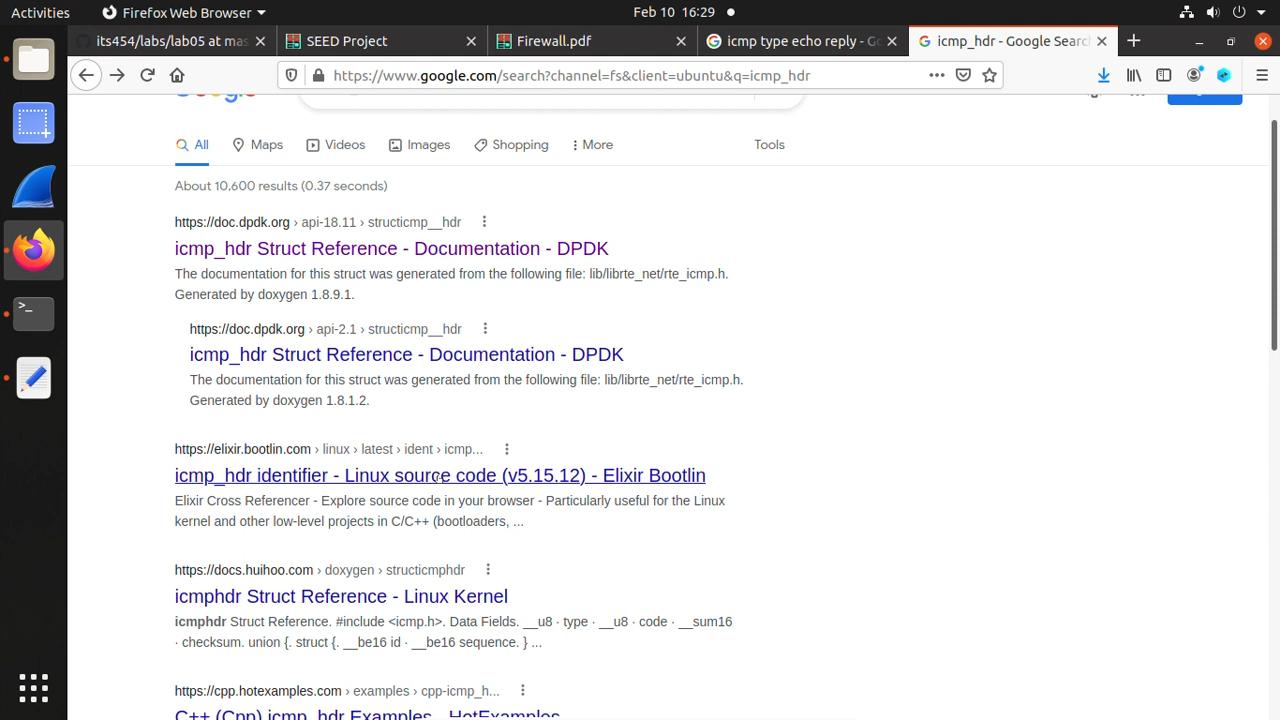 Activities
Firefox Web Browser
Feb 10 16:29
its454/labs/lab05 at mas
SEED Project
Firewall.pdf
icmp type echo reply - Go
icmp_hdr - Google Search
https://www.google.com/search?channel=fs&client=ubuntu&q=icmp_hdr
All
Maps
Videos
Images
Shopping
More
Tools
About 10,600 results (0.37 seconds)
https://doc.dpdk.org › api-18.11 › structicmp__hdr
icmp_hdr Struct Reference - Documentation - DPDK
The documentation for this struct was generated from the following file: lib/librte_net/rte_icmp.h.
Generated by doxygen 1.8.9.1.
https://doc.dpdk.org › api-2.1 › structicmp__hdr
icmp_hdr Struct Reference - Documentation - DPDK
The documentation for this struct was generated from the following file: lib/librte_net/rte_icmp.h.
Generated by doxygen 1.8.1.2.
https://elixir.bootlin.com › linux › latest › ident › icmp...
icmp_hdr identifier - Linux source code (v5.15.12) - Elixir Bootlin
Elixir Cross Referencer - Explore source code in your browser - Particularly useful for the Linux
kernel and other low-level projects in C/C++ (bootloaders, ...
https://docs.huihoo.com › doxygen › structicmphdr
icmphdr Struct Reference - Linux Kernel
icmphdr Struct Reference. #include <icmp.h>. Data Fields. __u8 · type · __u8 · code · __sum16
· checksum. union {. struct {. __be16 id · __be16 sequence. } ...
https://cpp.hotexamples.com › examples › cpp-icmp_h...
C++ (Cpp) icmp_hdr Examples - HotExamples